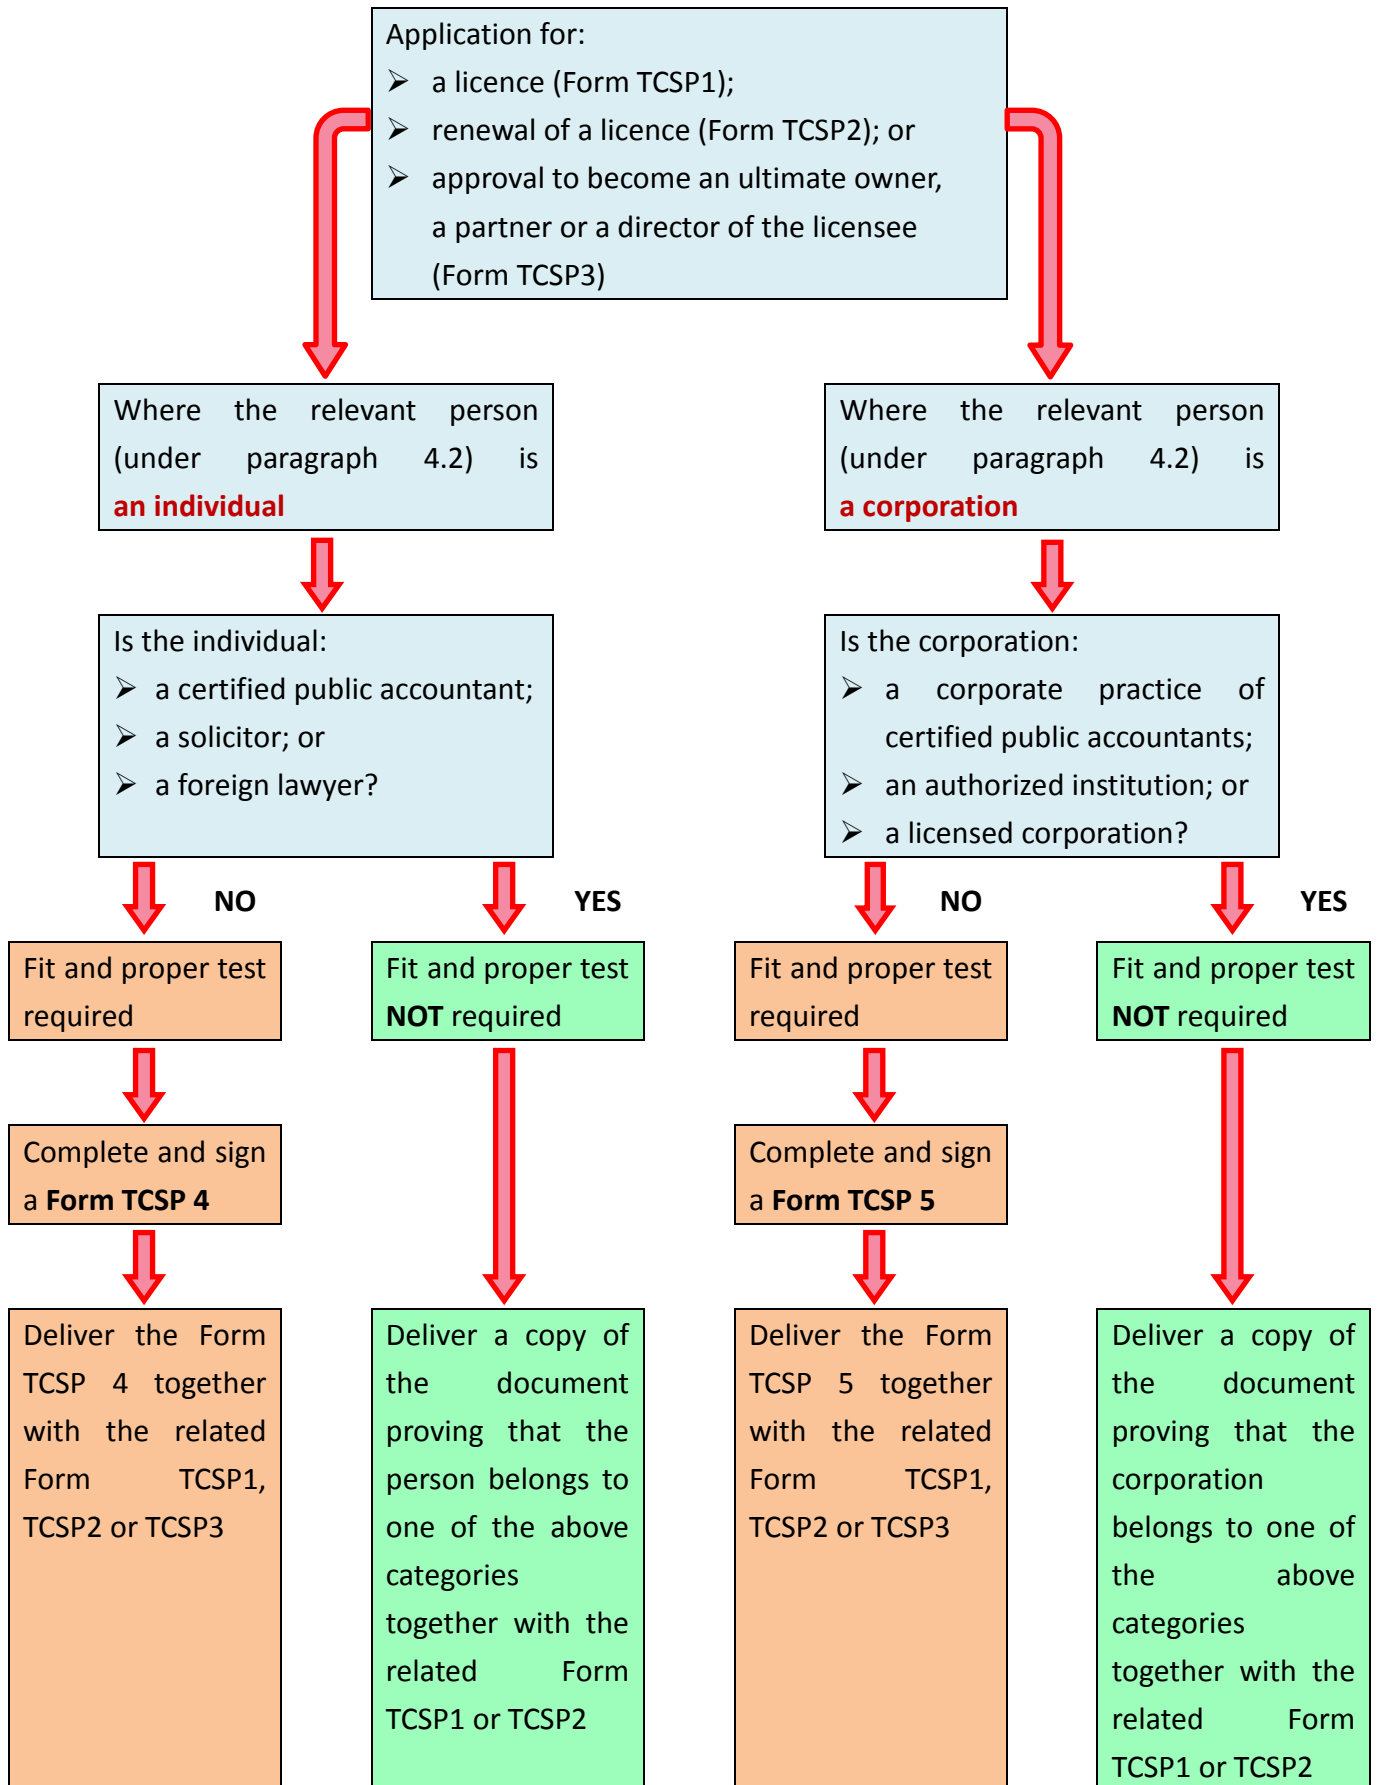 Application for:
➢ a licence (Form TCSP1);
➢ renewal of a licence (Form TCSP2); or
➢ approval to become an ultimate owner,
a partner or a director of the licensee
(Form TCSP3)
Where the relevant person
(under paragraph 4.2) is
an individual
Where the relevant person
(under paragraph 4.2) is
a corporation
Is the individual:
➢ a certified public accountant;
➢ a solicitor; or
➢ a foreign lawyer?
Is the corporation:
➢ a corporate practice of
certified public accountants;
➢ an authorized institution; or
➢ a licensed corporation?
NO
YES
NO
YES
Fit and proper test
required
Fit and proper test
NOT required
Fit and proper test
required
Fit and proper test
NOT required
Complete and sign
a Form TCSP 4
Complete and sign
a Form TCSP 5
Deliver the Form
TCSP 4 together
with the related
Form TCSP1,
TCSP2 or TCSP3
Deliver a copy of
the document
proving that the
person belongs to
one of the above
categories
together with the
related Form
TCSP1 or TCSP2
Deliver the Form
TCSP 5 together
with the related
Form TCSP1,
TCSP2 or TCSP3
Deliver a copy of
the document
proving that the
corporation
belongs to one of
the above
categories
together with the
related Form
TCSP1 or TCSP2